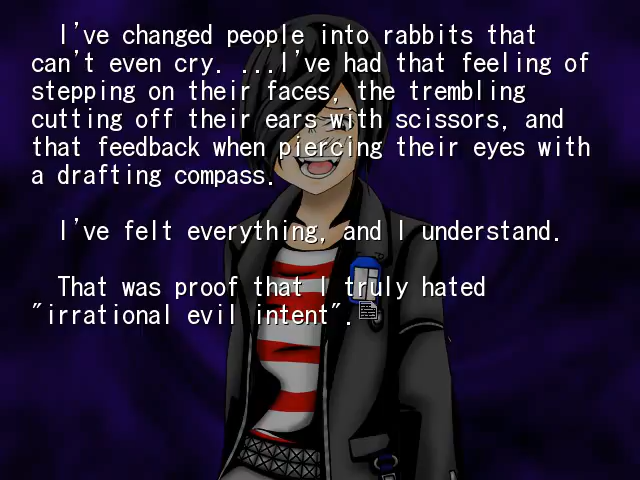 I've changed people into rabbits that
can't even cry. ...I've had that feeling of
stepping on their faces, the trembling
cutting off their ears with scissors, and
that feedback when piercing their eyes with
a drafting compass.
I've felt everything, and I understand.
That was proof that I truly hated
"irrational evil intent".